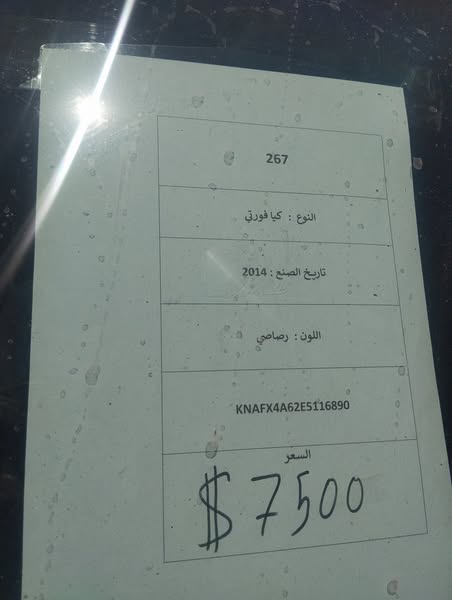 267
النوع : كيا فورتي
تاريخ الصنع : 2014
اللون : رصاصي
KNAFX4A62E5116890
السعر
$ 7500